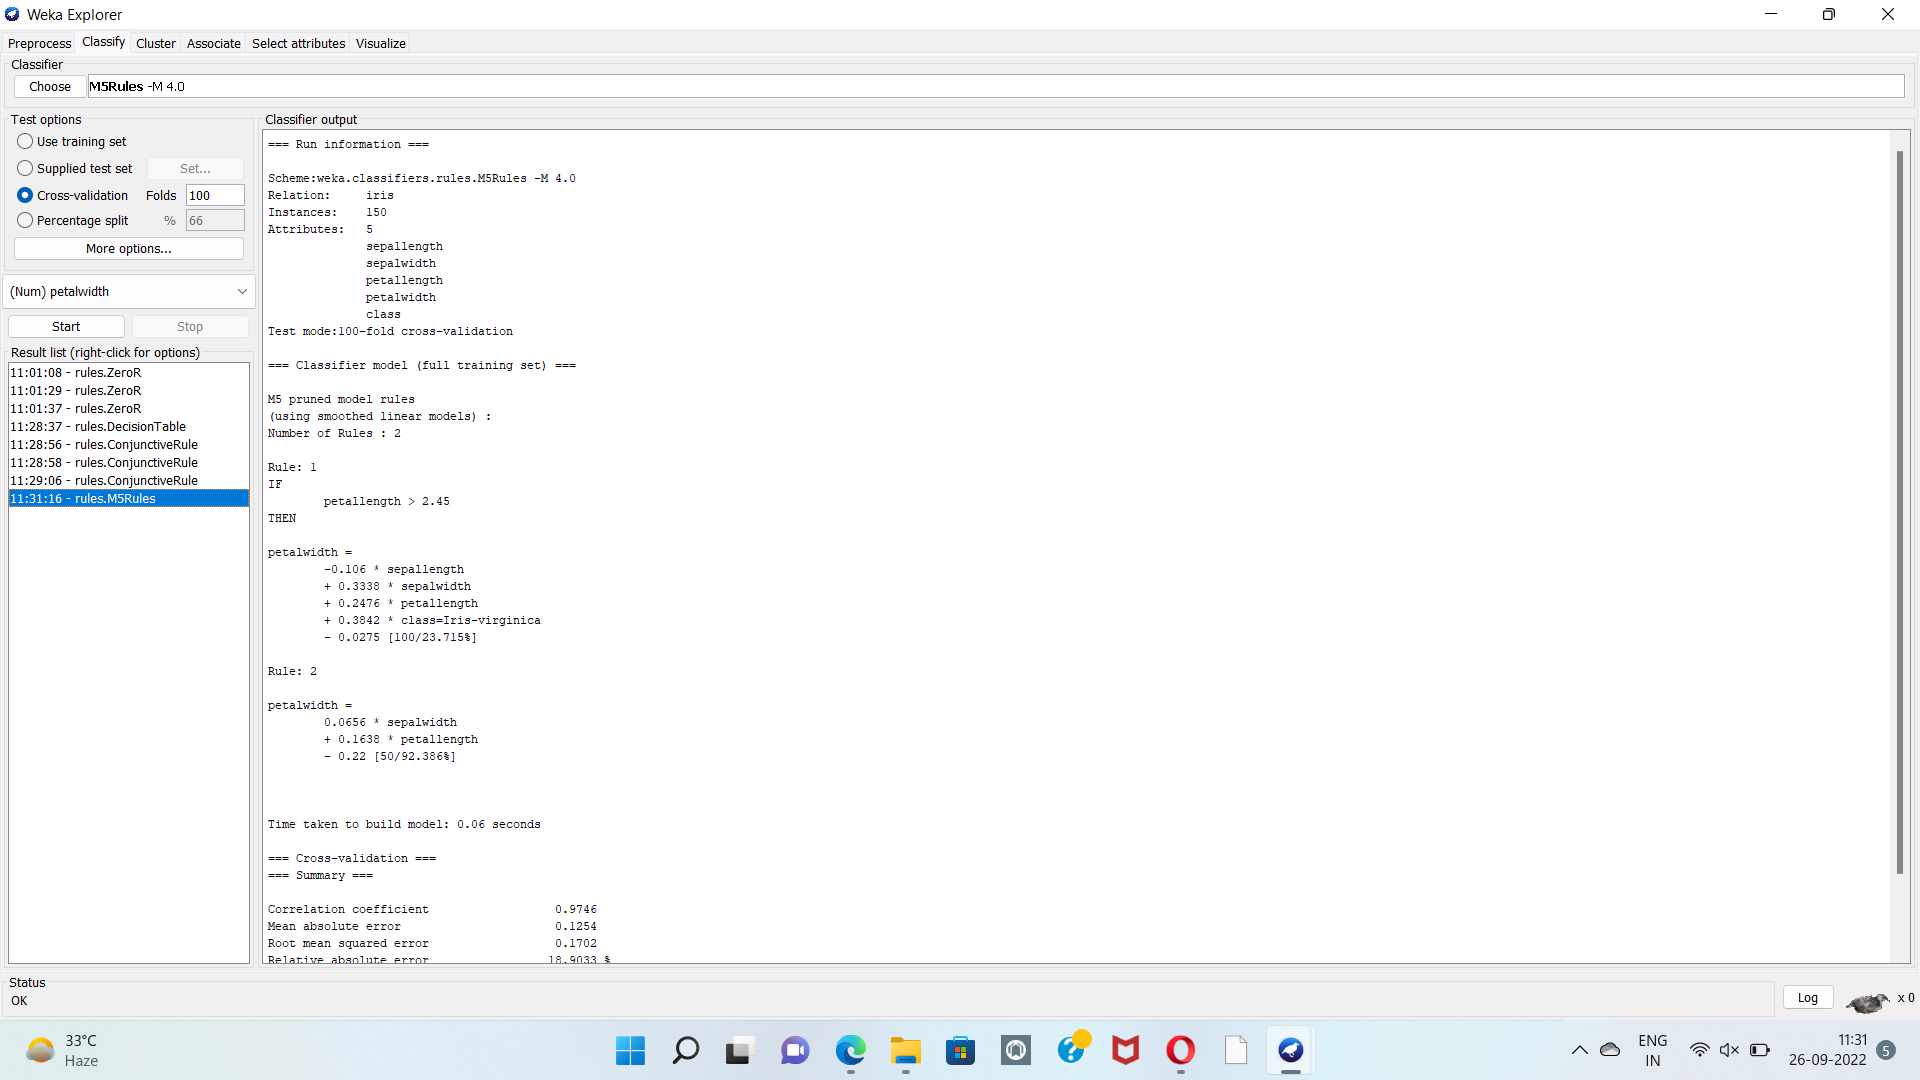 Weka Explorer
Preprocess Classify Cluster Associate Select attributes Visualize
Classifier
Choose M5Rules -M 4.0
Test options
Use training set
Supplied test set Set...
Cross-validation Folds 100
Percentage split % 66
More options...
(Num) petalwidth
Start Stop
Result list (right-click for options)
11:01:08 - rules.ZeroR
11:01:29 - rules.ZeroR
11:01:37 - rules.ZeroR
11:28:37 - rules.DecisionTable
11:28:56 - rules.ConjunctiveRule
11:28:58 - rules.ConjunctiveRule
11:29:06 - rules.ConjunctiveRule
11:31:16 - rules.M5Rules
Classifier output
=== Run information ===
Scheme:weka.classifiers.rules.M5Rules -M 4.0
Relation: iris
Instances: 150
Attributes: 5
sepallength
sepalwidth
petallength
petalwidth
class
Test mode:100-fold cross-validation
=== Classifier model (full training set) ===
M5 pruned model rules
(using smoothed linear models) :
Number of Rules : 2
Rule: 1
IF
petallength > 2.45
THEN
petalwidth =
-0.106 * sepallength
+ 0.3338 * sepalwidth
+ 0.2476 * petallength
+ 0.3842 * class=Iris-virginica
- 0.0275 [100/23.715%]
Rule: 2
petalwidth =
0.0656 * sepalwidth
+ 0.1638 * petallength
- 0.22 [50/92.386%]
Time taken to build model: 0.06 seconds
=== Cross-validation ===
=== Summary ===
Correlation coefficient 0.9746
Mean absolute error 0.1254
Root mean squared error 0.1702
Relative absolute error 18.9033 %
Status
OK
Log x 0
33°C
Haze
ENG
IN
11:31
26-09-2022
5